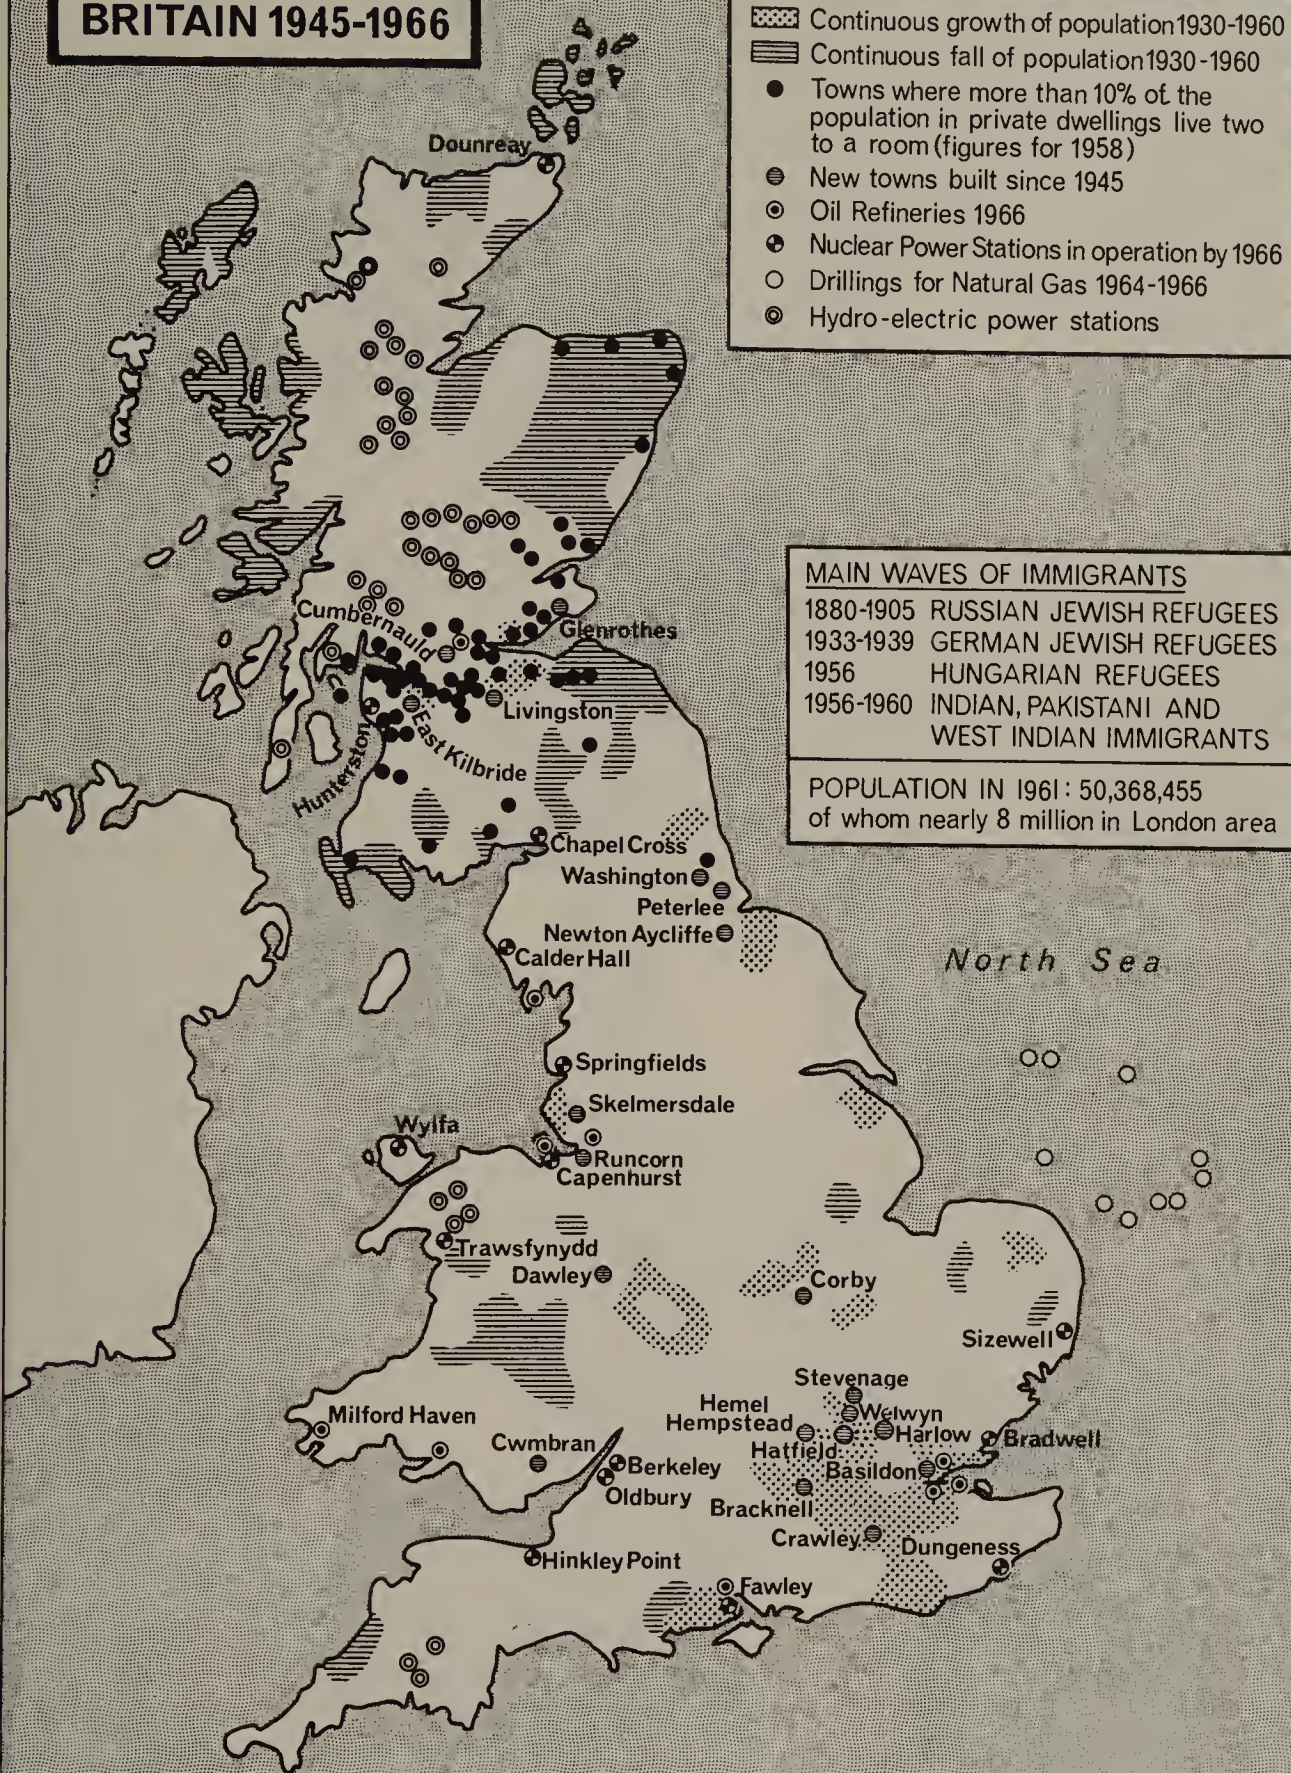 BRITAIN 1945-1966
Continuous growth of population 1930-1960
Continuous fall of population 1930-1960
Towns where more than 10% of the
population in private dwellings live two
to a room (figures for 1958)
New towns built since 1945
Oil Refineries 1966
Nuclear Power Stations in operation by 1966
Drillings for Natural Gas 1964-1966
Hydro-electric power stations
Dounreay
MAIN WAVES OF IMMIGRANTS
1880-1905 RUSSIAN JEWISH REFUGEES
1933-1939 GERMAN JEWISH REFUGEES
1956 HUNGARIAN REFUGEES
1956-1960 INDIAN, PAKISTANI AND
WEST INDIAN IMMIGRANTS
POPULATION IN 1961: 50,368,455
of whom nearly 8 million in London area
Cumbernauld
Glenrothes
Livingston
East Kilbride
Hunterston
Chapel Cross
Washington
Peterlee
Newton Aycliffe
Calder Hall
North Sea
Springfields
Skelmersdale
Wylfa
Runcorn
Capenhurst
Trawsfynydd
Dawley
Corby
Sizewell
Stevenage
Hemel
Hempstead
Welwyn
Harlow
Hatfield
Bradwell
Milford Haven
Cwmbran
Berkeley
Oldbury
Basildon
Bracknell
Crawley
Dungeness
Hinkley Point
Fawley